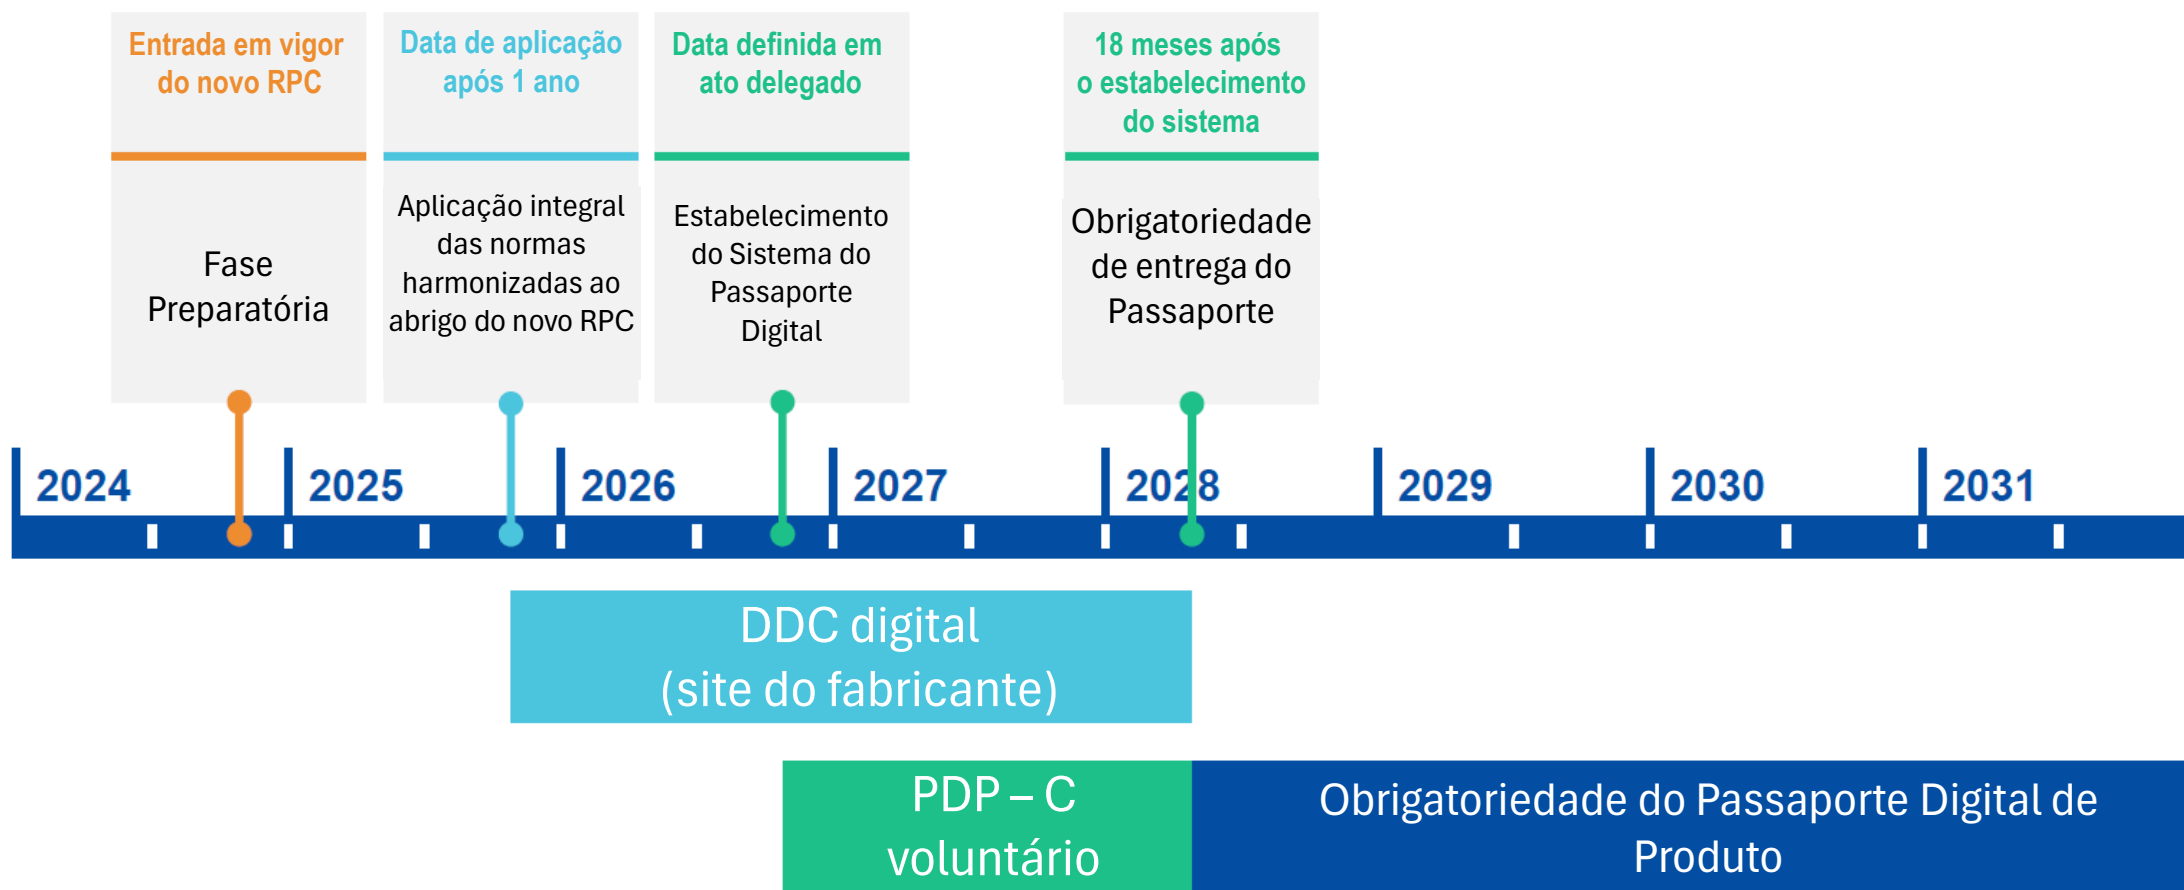 Entrada em vigor
do novo RPC
Fase
Preparatória
Data de aplicação
após 1 ano
Aplicação integral
das normas
harmonizadas ao
abrigo do novo RPC
Data definida em
ato delegado
Estabelecimento
do Sistema do
Passaporte
Digital
18 meses após
o estabelecimento
do sistema
Obrigatoriedade
de entrega do
Passaporte
2024
2025
2026
2027
2028
2029
2030
2031
DDC digital
(site do fabricante)
PDP – C
voluntário
Obrigatoriedade do Passaporte Digital de
Produto